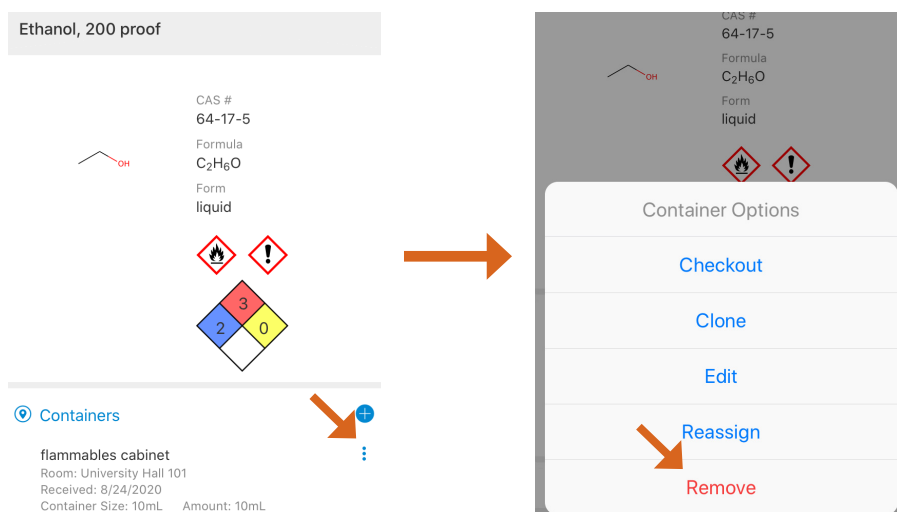 Ethanol, 200 proof
CAS #
64-17-5
Formula
C₂H₆O
OH
Form
liquid
3
2
0
Containers
flammables cabinet
Room: University Hall 101
Received: 8/24/2020
Container Size: 10mL Amount: 10mL
CAS #
64-17-5
Formula
C₂H₆O
OH
Form
liquid
Container Options
Checkout
Clone
Edit
Reassign
Remove